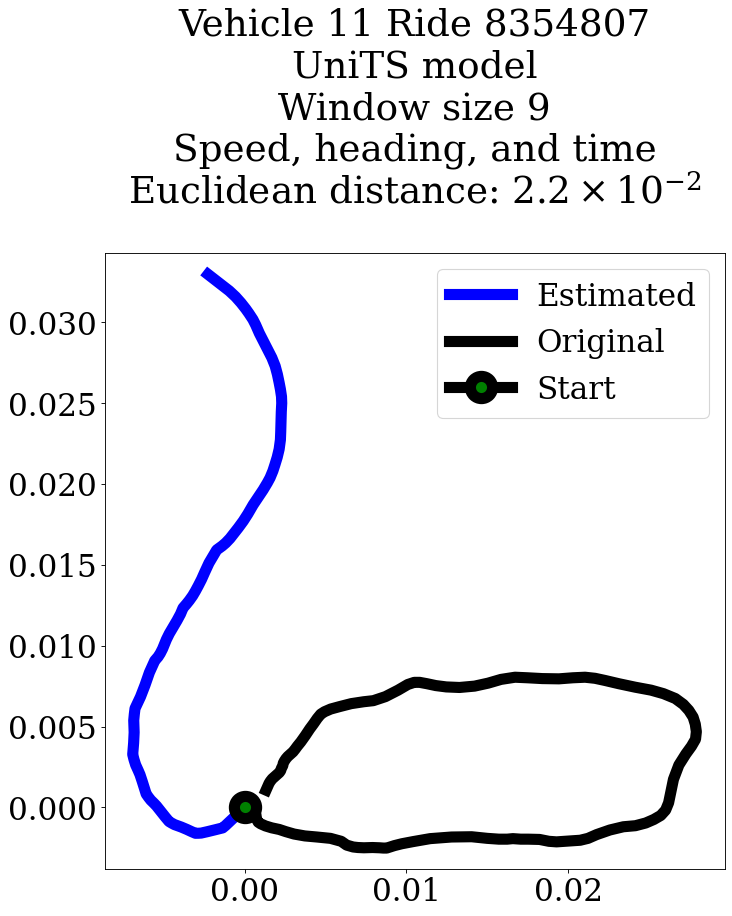 Vehicle 11 Ride 8354807
UniTS model
Window size 9
Speed, heading, and time
Euclidean distance: 2.2 × 10⁻²
Estimated
Original
Start
0.030
0.025
0.020
0.015
0.010
0.005
0.000
0.00 0.01 0.02